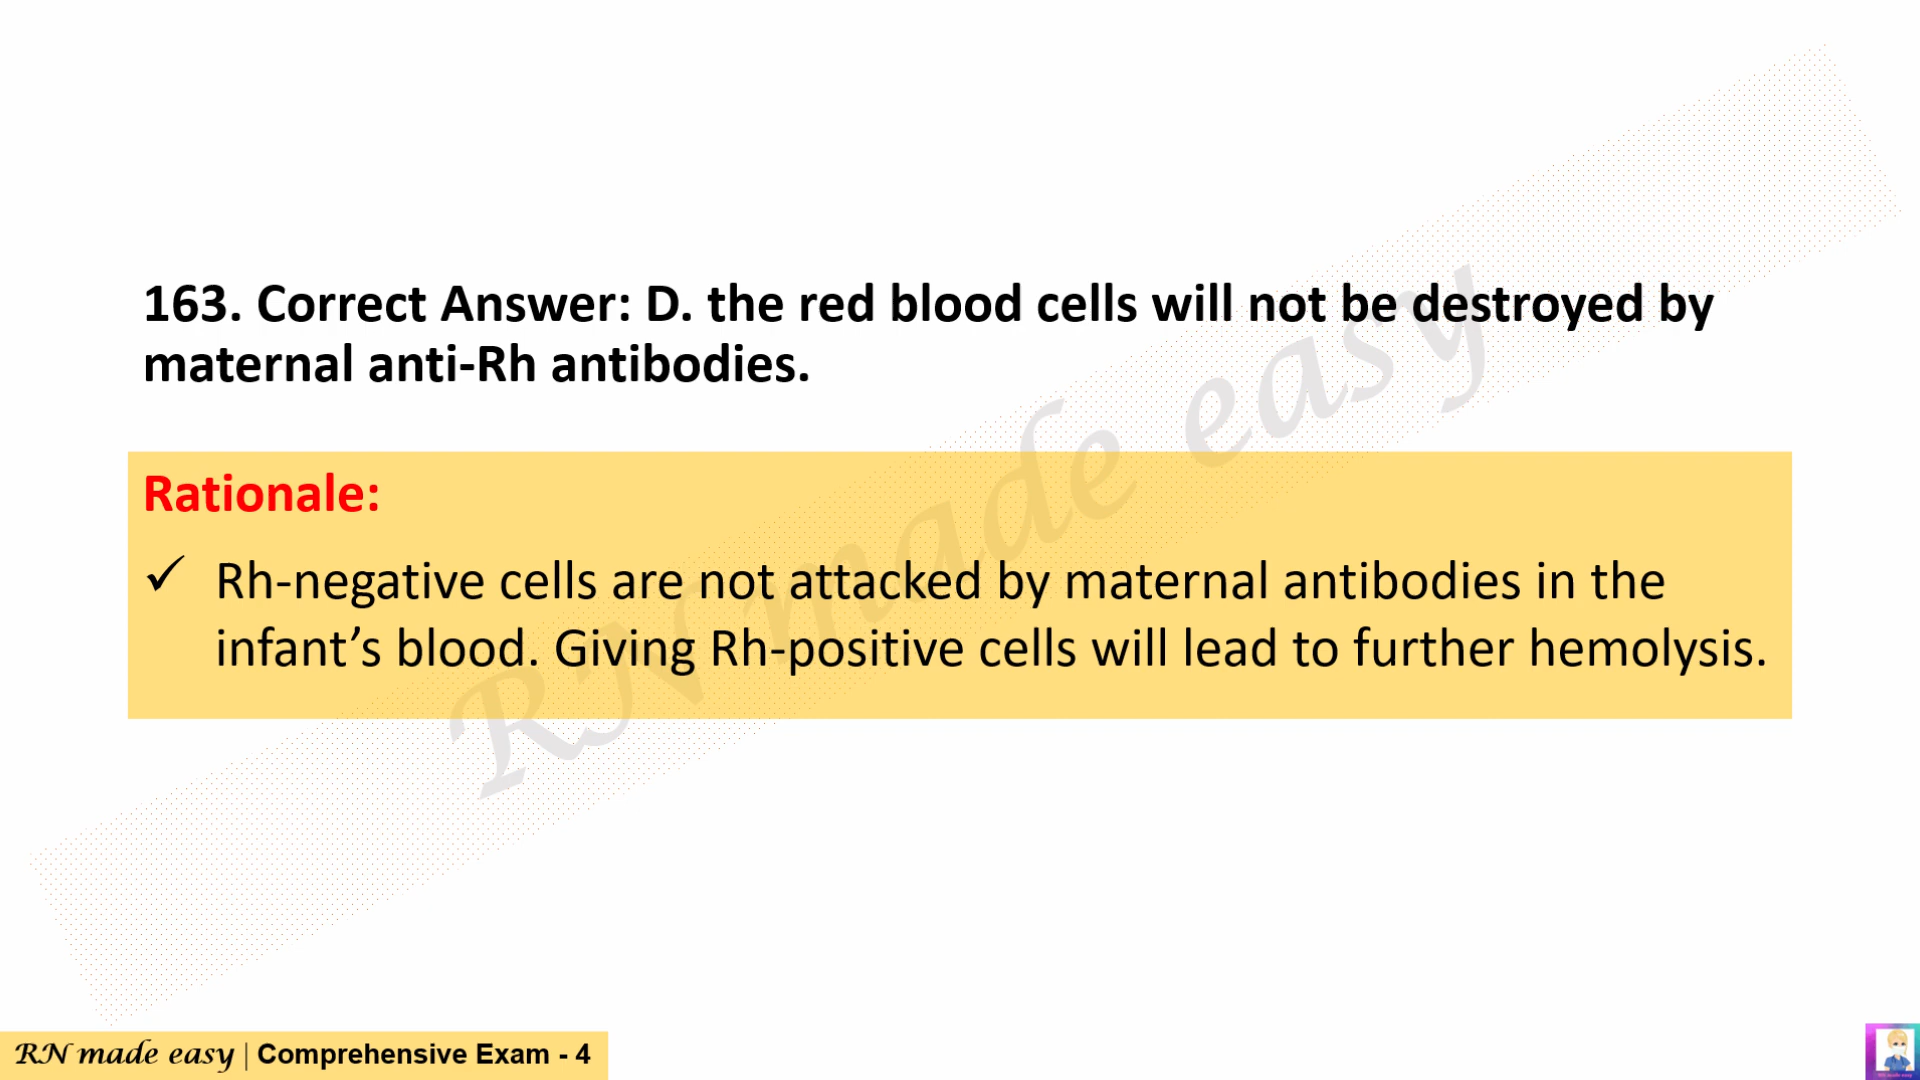 163. Correct Answer: D. the red blood cells will not be destroyed by
maternal anti-Rh antibodies.
RN made easy
Rationale:
✓ Rh-negative cells are not attacked by maternal antibodies in the
infant’s blood. Giving Rh-positive cells will lead to further hemolysis.
RN made easy | Comprehensive Exam - 4